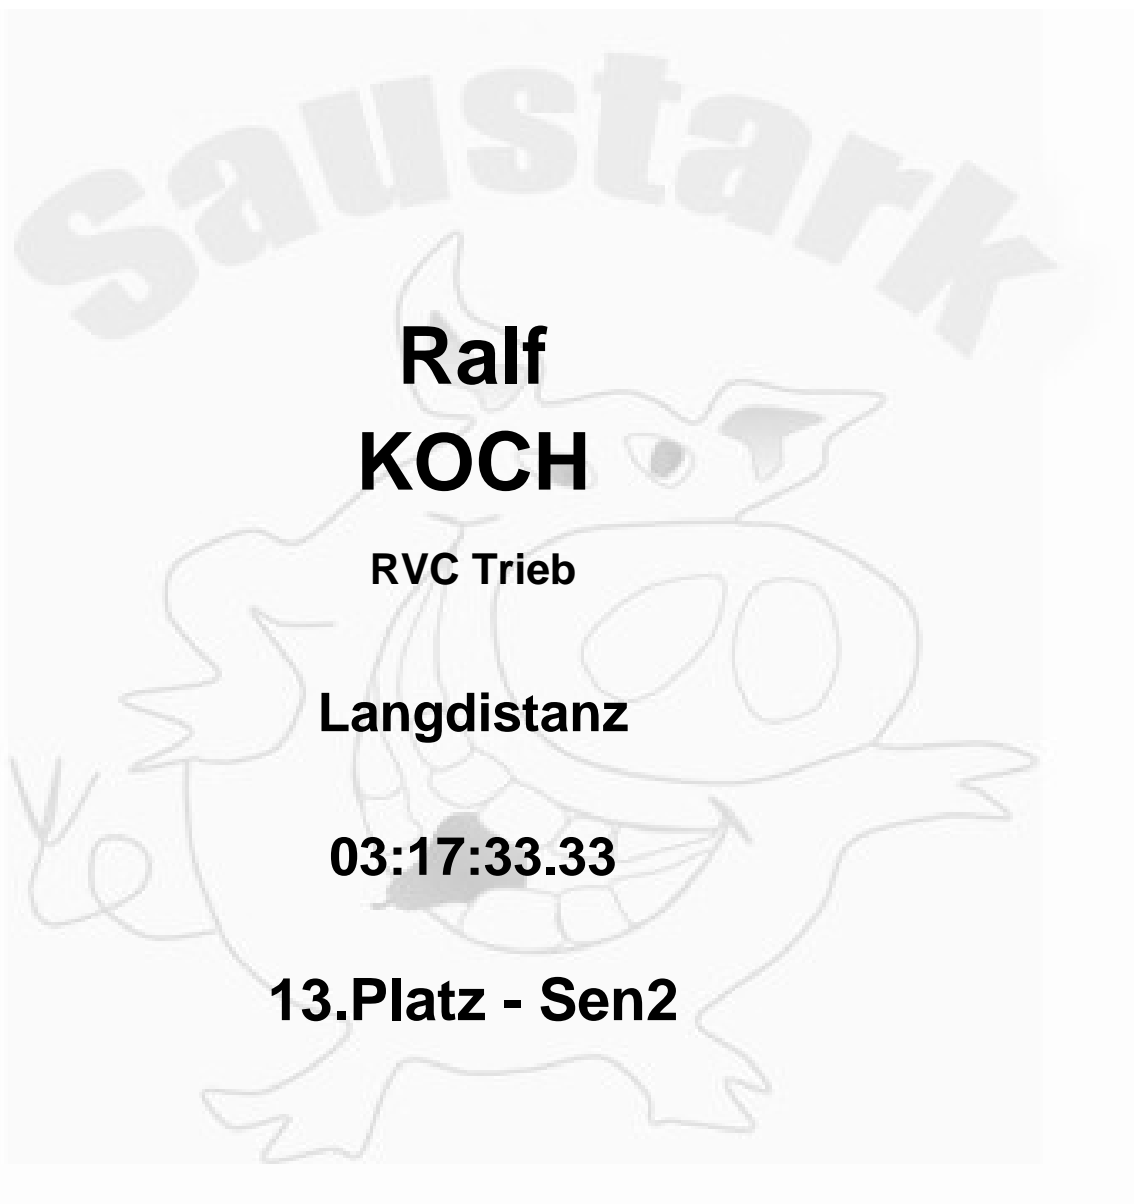 Saustark
Ralf
KOCH
RVC Trieb
Langdistanz
03:17:33.33
13.Platz - Sen2